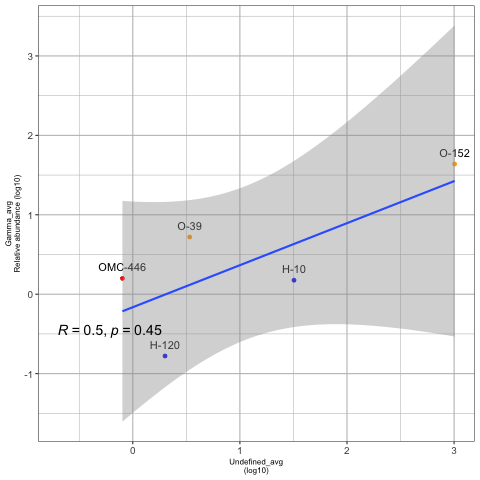 3
2
1
0
-1
Gamma_avg
Relative abundance (log10)
O-152
O-39
OMC-446
H-10
R = 0.5, p = 0.45
H-120
0
1
2
3
Undefined_avg
(log10)